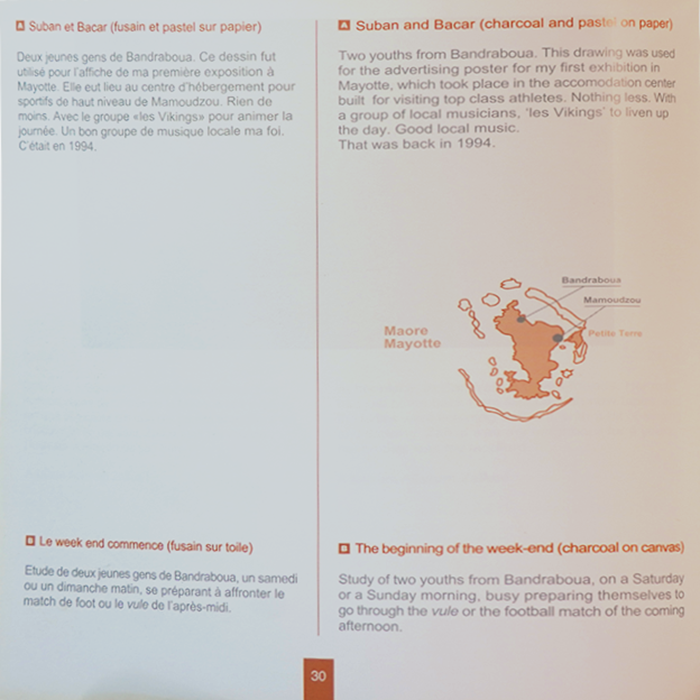 A Suban et Bacar (fusain et pastel sur papier)
Deux jeunes gens de Bandraboua. Ce dessin fut
utilisé pour l'affiche de ma première exposition à
Mayotte. Elle eut lieu au centre d'hébergement pour
sportifs de haut niveau de Mamoudzou. Rien de
moins. Avec le groupe «les Vikings» pour animer la
journée. Un bon groupe de musique locale ma foi.
C'était en 1994.
B Le week end commence (fusain sur toile)
Etude de deux jeunes gens de Bandraboua, un samedi
ou un dimanche matin, se préparant à affronter le
match de foot ou le vule de l'après-midi.
A Suban and Bacar (charcoal and pastel on paper)
Two youths from Bandraboua. This drawing was used
for the advertising poster for my first exhibition in
Mayotte, which took place in the accomodation center
built for visiting top class athletes. Nothing less. With
a group of local musicians, 'les Vikings' to liven up
the day. Good local music.
That was back in 1994.
Bandraboua
Mamoudzou
Petite Terre
Maore
Mayotte
B The beginning of the week-end (charcoal on canvas)
Study of two youths from Bandraboua, on a Saturday
or a Sunday morning, busy preparing themselves to
go through the vule or the football match of the coming
afternoon.
30